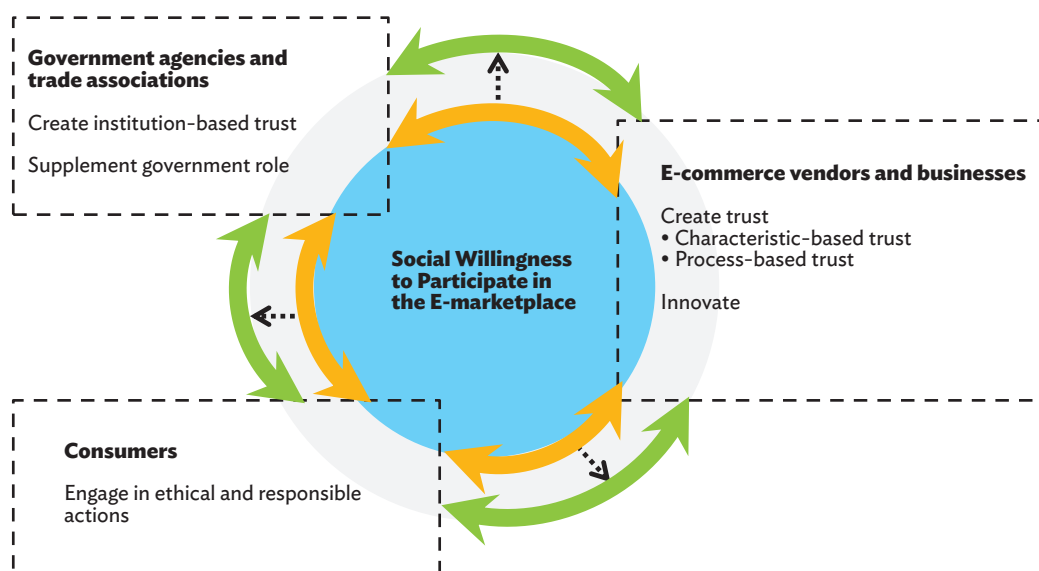 Government agencies and
trade associations
Create institution-based trust
Supplement government role
E-commerce vendors and businesses
Create trust
• Characteristic-based trust
• Process-based trust
Innovate
Social Willingness
to Participate in
the E-marketplace
Consumers
Engage in ethical and responsible
actions